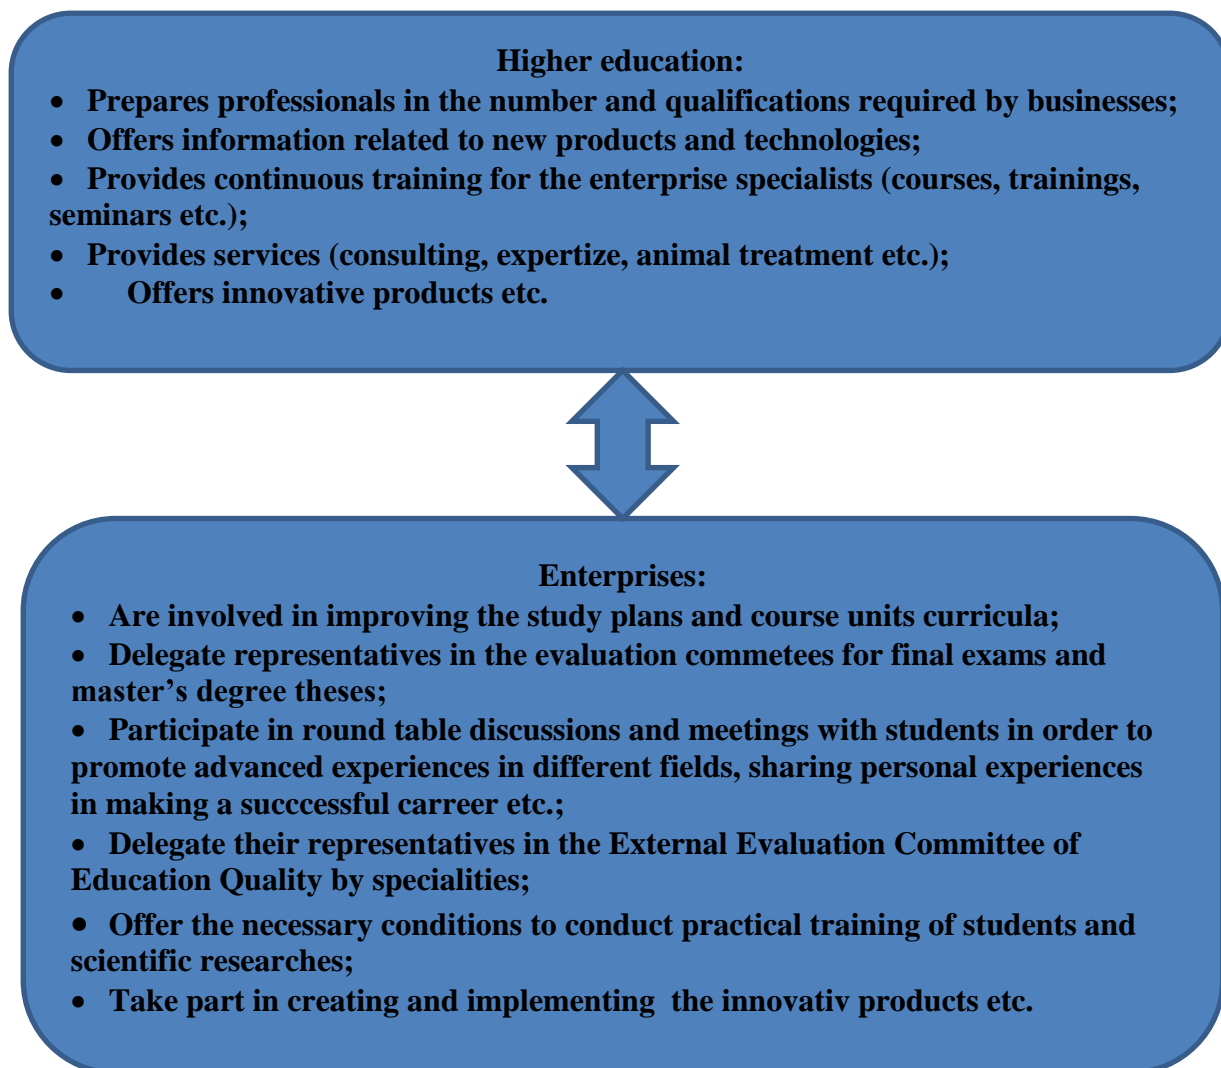 Higher education:
• Prepares professionals in the number and qualifications required by businesses;
• Offers information related to new products and technologies;
• Provides continuous training for the enterprise specialists (courses, trainings,
seminars etc.);
• Provides services (consulting, expertize, animal treatment etc.);
• Offers innovative products etc.
Enterprises:
• Are involved in improving the study plans and course units curricula;
• Delegate representatives in the evaluation commetees for final exams and
master’s degree theses;
• Participate in round table discussions and meetings with students in order to
promote advanced experiences in different fields, sharing personal experiences
in making a succcessful carreer etc.;
• Delegate their representatives in the External Evaluation Committee of
Education Quality by specialities;
• Offer the necessary conditions to conduct practical training of students and
scientific researches;
• Take part in creating and implementing  the innovativ products etc.